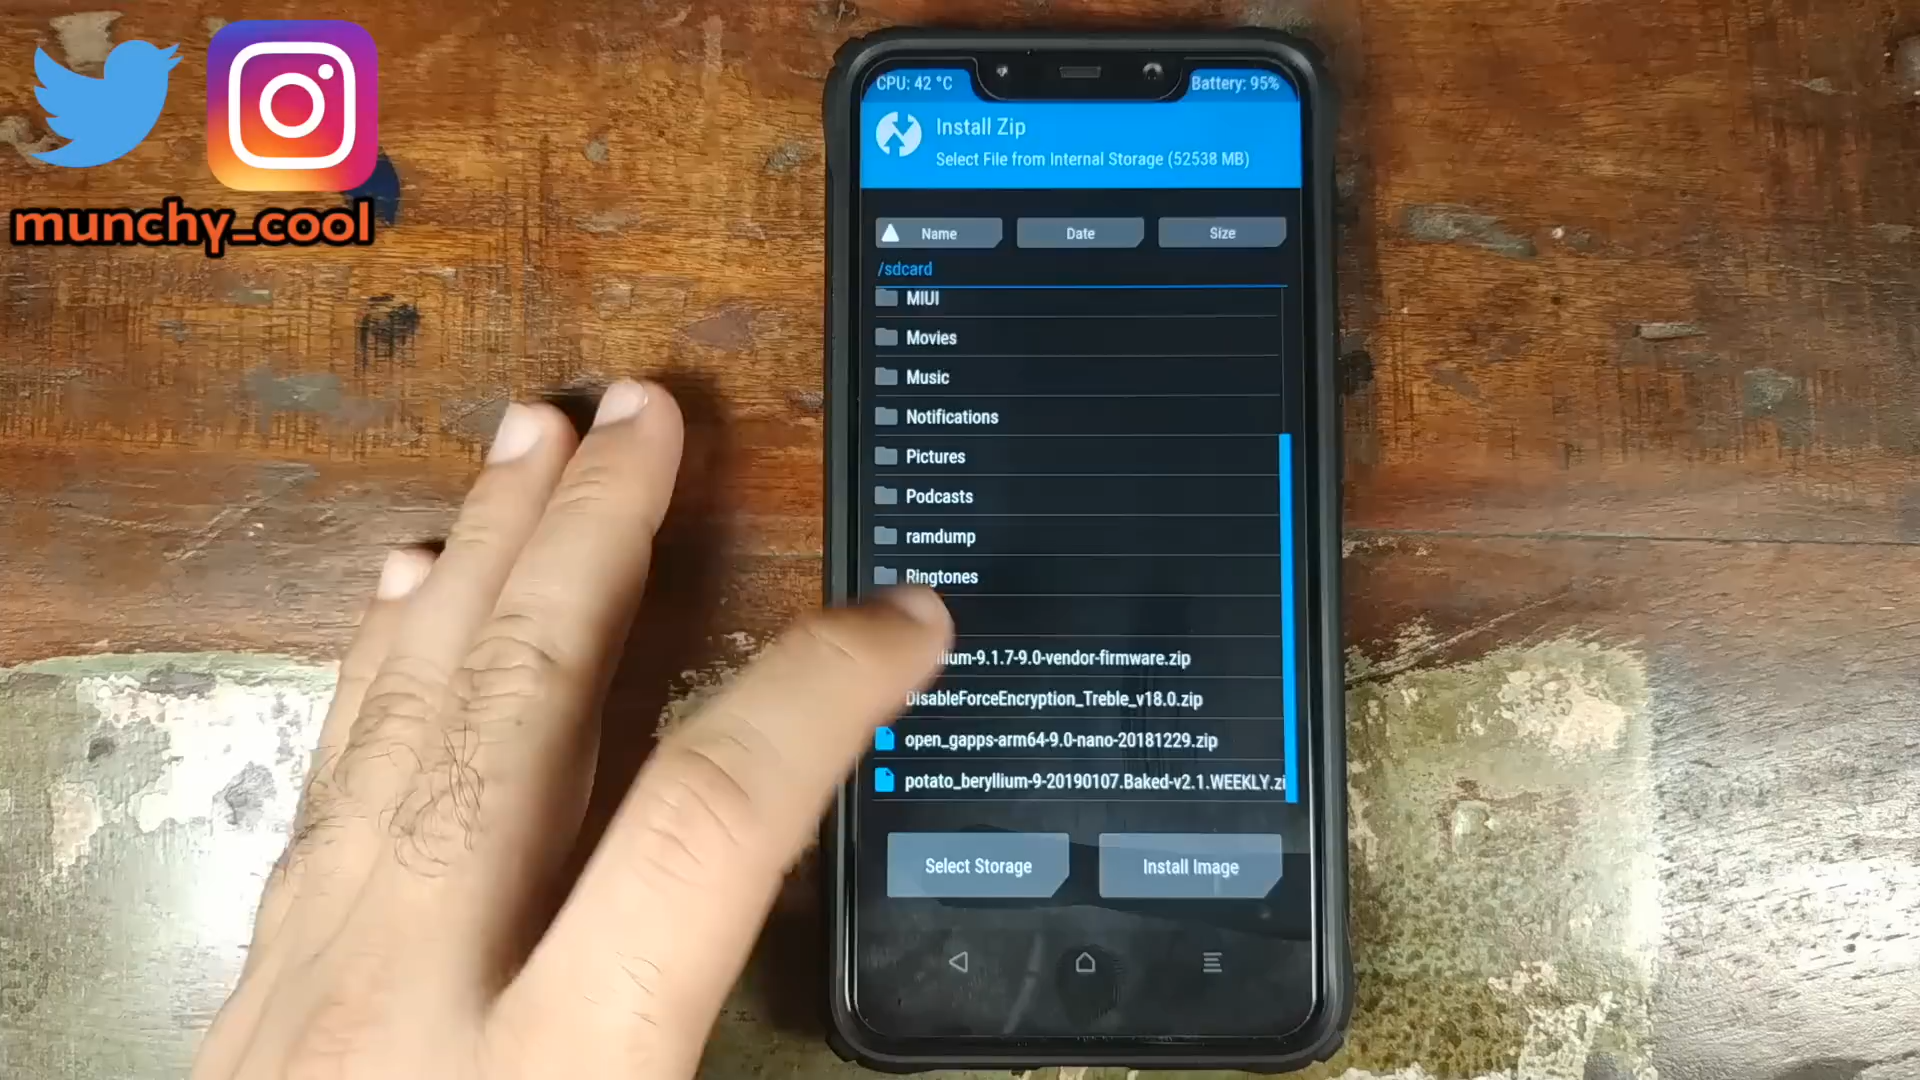 munchy_cool
CPU: 42 °C
Battery: 95%
Install Zip
Select File from Internal Storage (52538 MB)
Name
Date
Size
/sdcard
MIUI
Movies
Music
Notifications
Pictures
Podcasts
ramdump
Ringtones
llium-9.1.7-9.0-vendor-firmware.zip
DisableForceEncryption_Treble_v18.0.zip
open_gapps-arm64-9.0-nano-20181229.zip
potato_beryllium-9-20190107.Baked-v2.1.WEEKLY.zi
Select Storage
Install Image